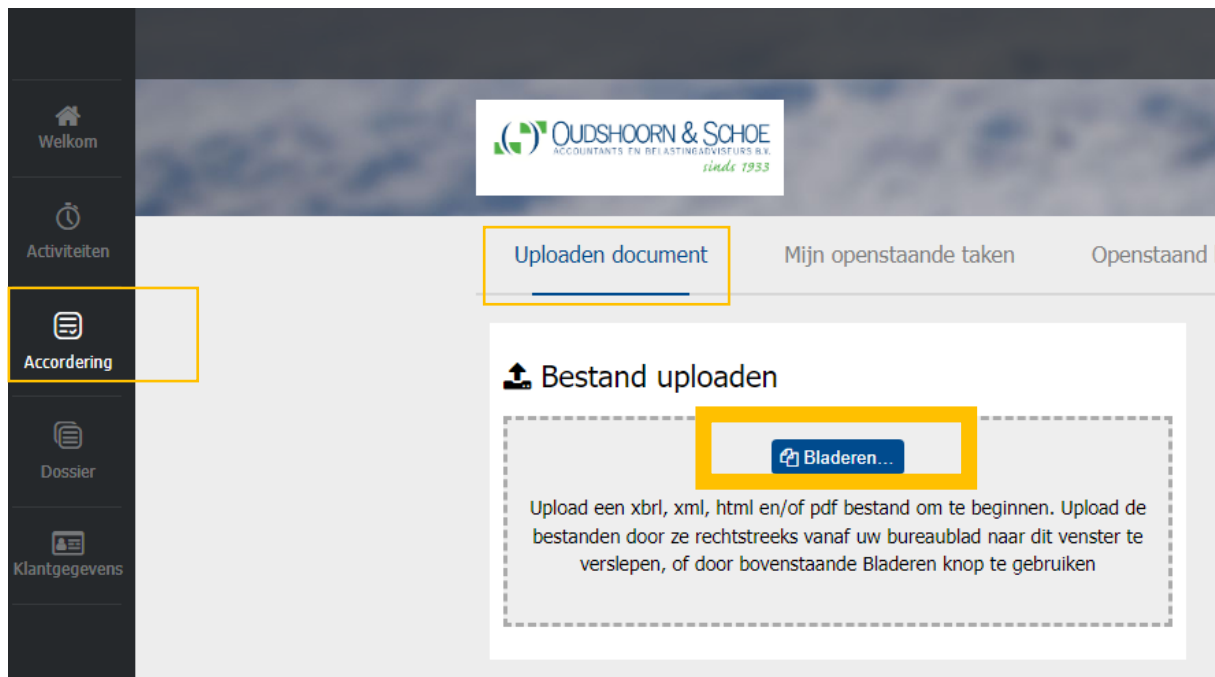 Welkom
Activiteiten
Accordering
Dossier
Klantgegevens
OUDSHOORN & SCHOE
ACCOUNTANTS EN BELASTINGADVISEURS B.V.
sinds 1933
Uploaden document
Mijn openstaande taken
Openstaand
Bestand uploaden
Bladeren...
Upload een xbrl, xml, html en/of pdf bestand om te beginnen. Upload de
bestanden door ze rechtstreeks vanaf uw bureaublad naar dit venster te
verslepen, of door bovenstaande Bladeren knop te gebruiken